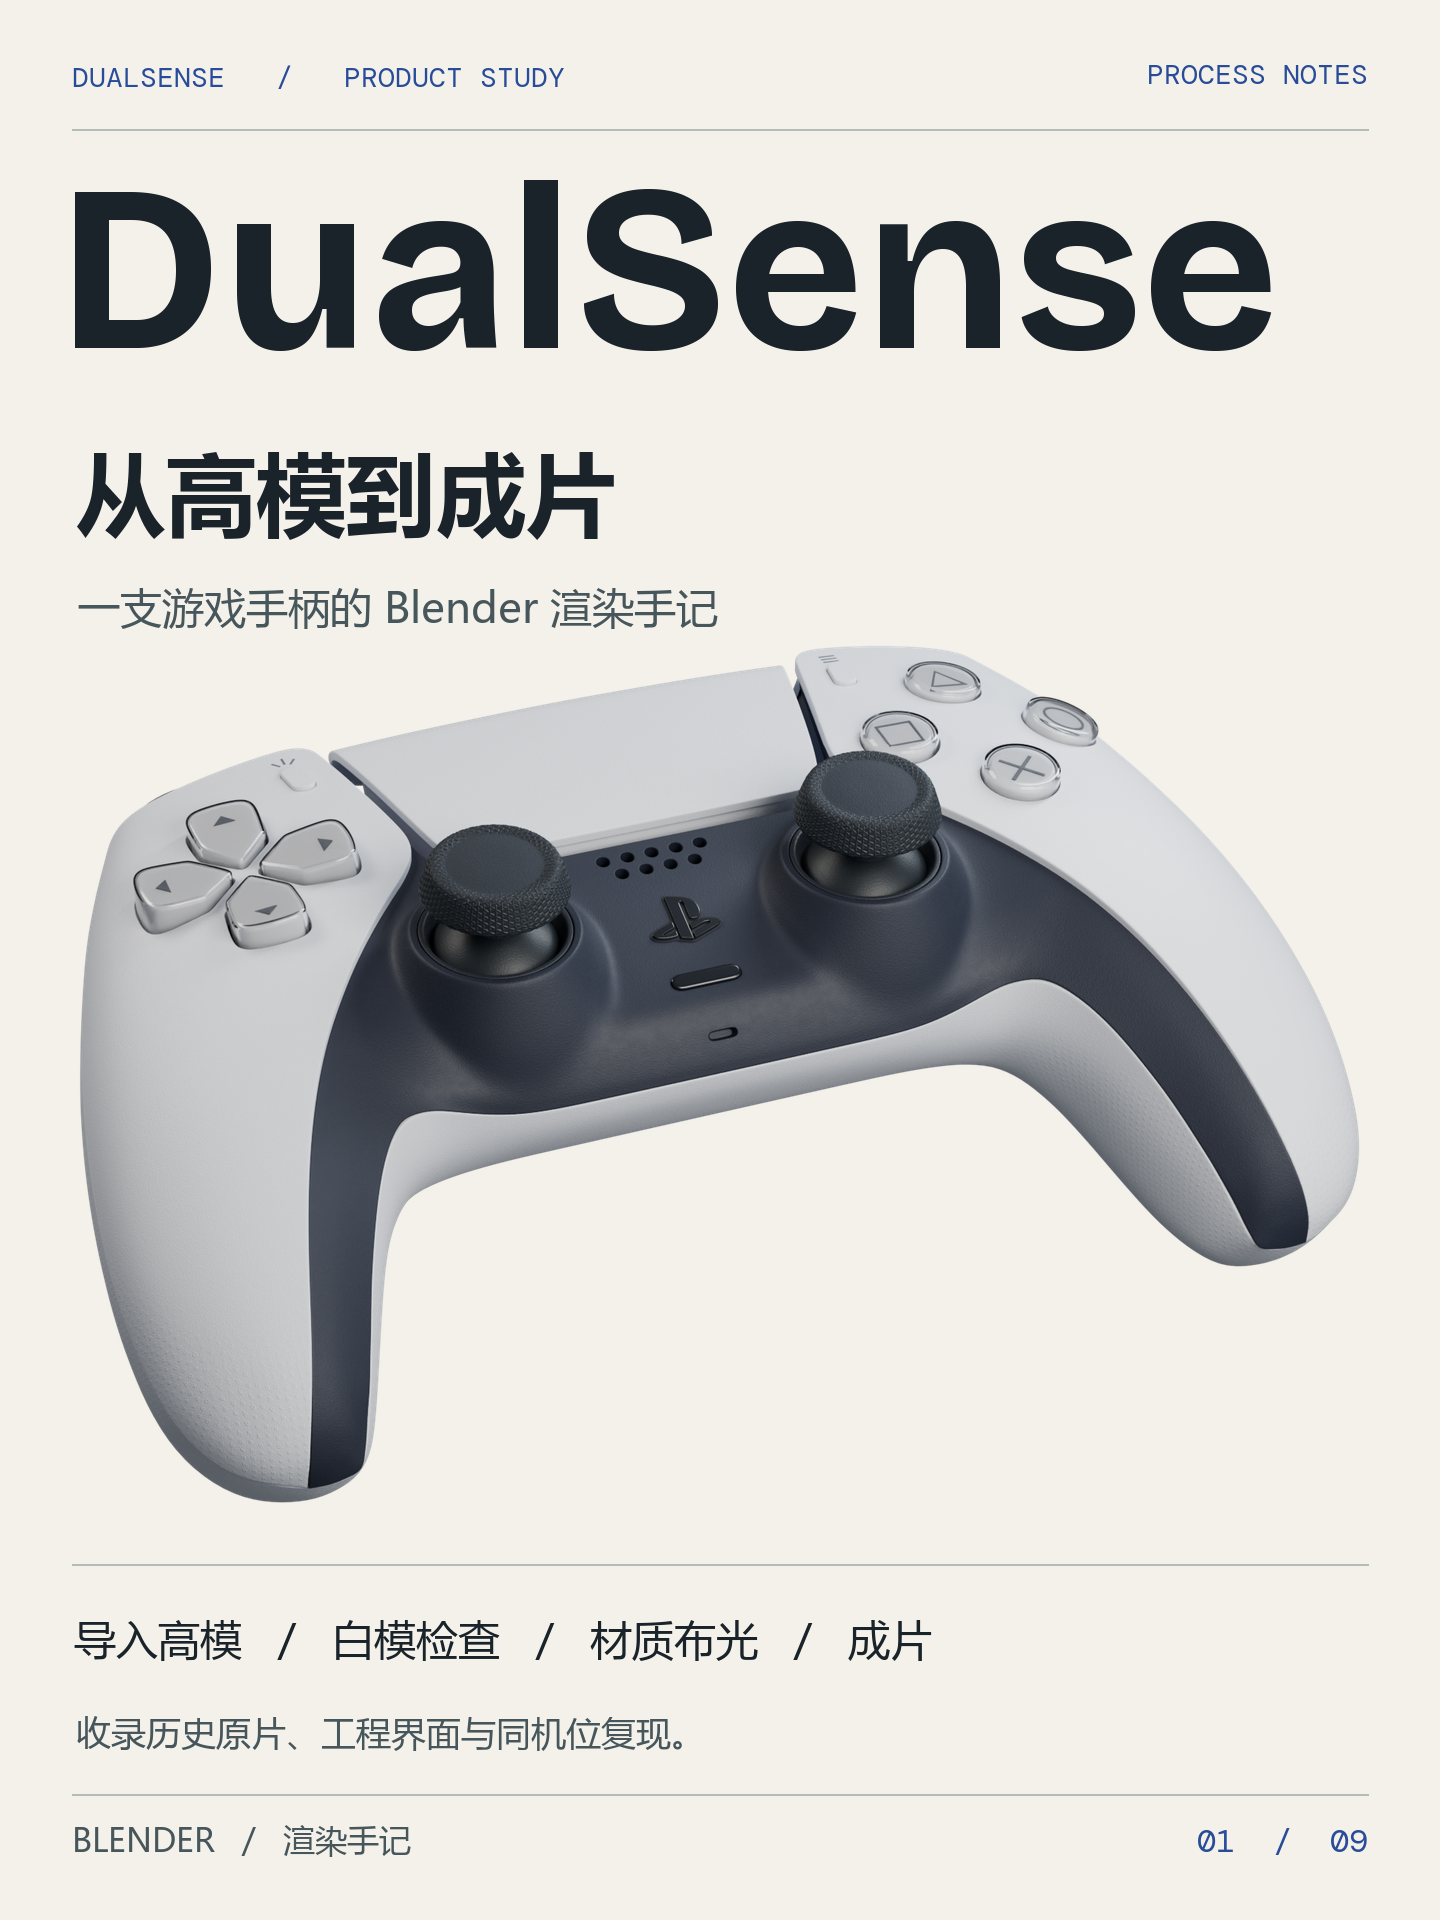 DUALSENSE / PRODUCT STUDY
PROCESS NOTES
DualSense
从高模到成片
一支游戏手柄的 Blender 渲染手记
导入高模 / 白模检查 / 材质布光 / 成片
收录历史原片、工程界面与同机位复现。
BLENDER / 渲染手记
01 / 09